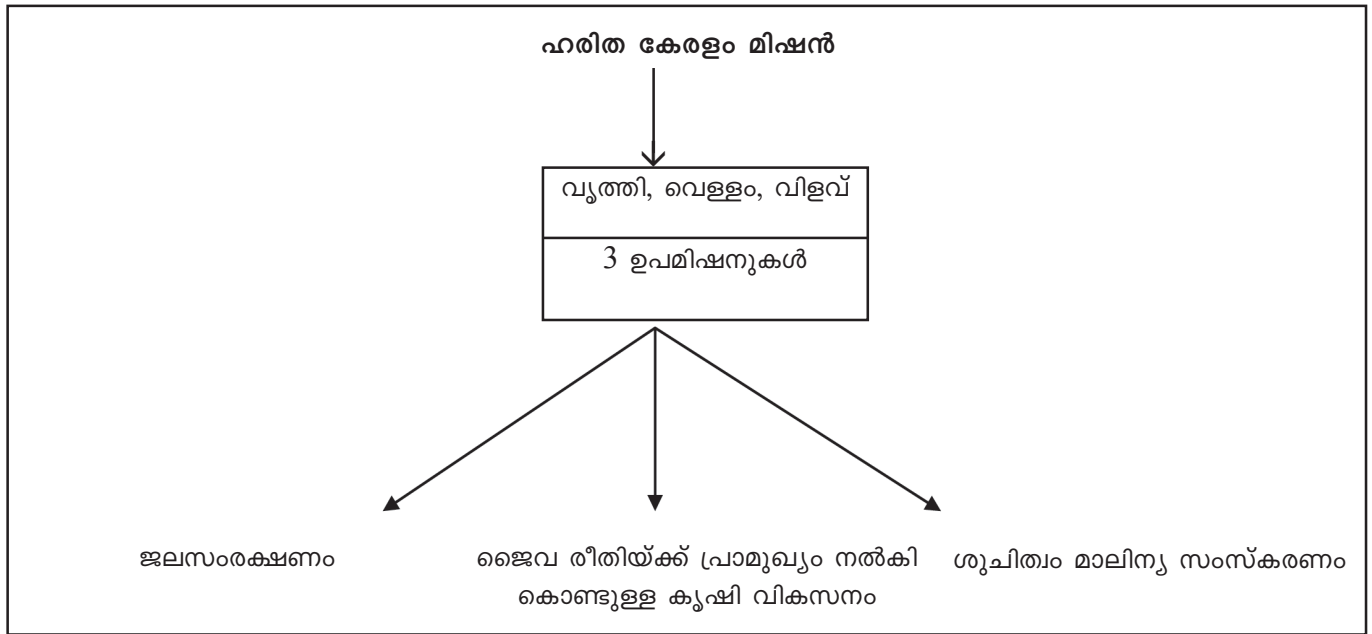 ഹരിത കേരളം മിഷൻ
വൃത്തി, വെള്ളം, വിളവ്
3 ഉപമിഷനുകൾ
ജലസംരക്ഷണം
ജൈവ രീതിയ്ക്ക് പ്രാമുഖ്യം നൽകി
കൊണ്ടുള്ള കൃഷി വികസനം
ശുചിത്വം മാലിന്യ സംസ്കരണം